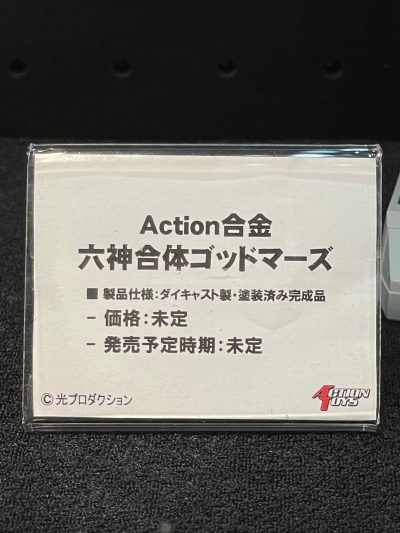 Action合金
六神合体ゴッドマーズ
■ 製品仕様:ダイキャスト製・塗装済み完成品
- 価格:未定
- 発売予定時期:未定
©光プロダクション
ACTION
TOYS